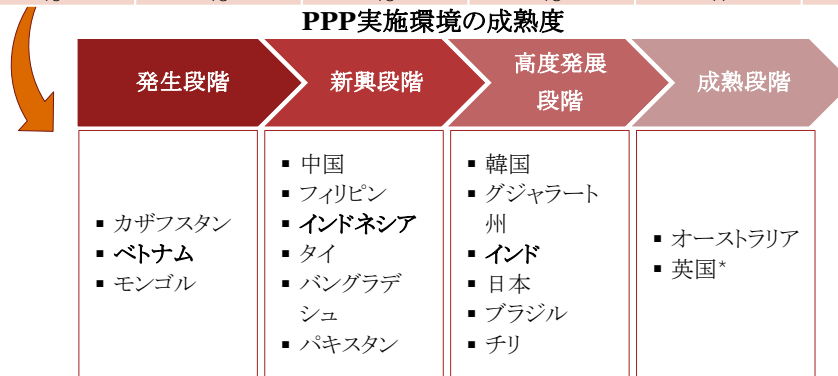 PPP実施環境の成熟度
発生段階
新興段階
高度発展
段階
成熟段階
▪ カザフスタン
▪ ベトナム
▪ モンゴル
▪ 中国
▪ フィリピン
▪ インドネシア
▪ タイ
▪ バングラデ
シュ
▪ パキスタン
▪ 韓国
▪ グジャラート
州
▪ インド
▪ 日本
▪ ブラジル
▪ チリ
▪ オーストラリア
▪ 英国*